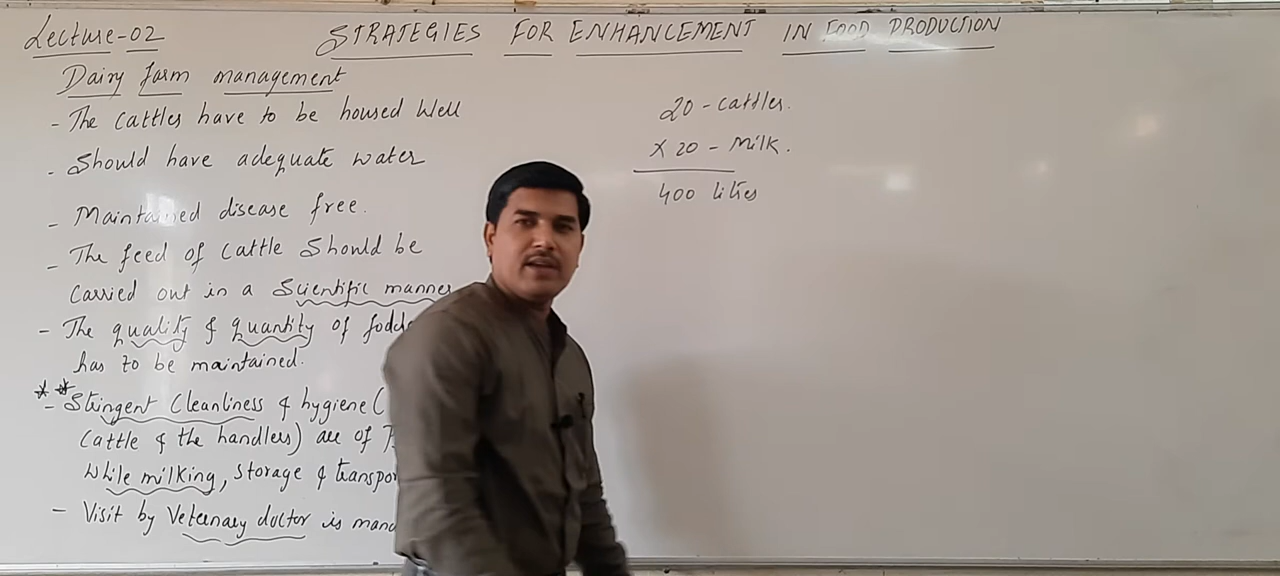 Lecture-02
STRATEGIES FOR ENHANCEMENT IN FOOD PRODUCTION
Dairy farm management
- The cattles have to be housed well
- Should have adequate water
- Maintained disease free.
- The feed of cattle should be
carried out in a scientific manner
- The quality & quantity of
has to be maintained.
** - Stringent cleanliness & hygiene (
cattle & the handlers) are of
while milking, storage & transpo
- Visit by Veternary doctor is
20 - cattles.
x 20 - milk.
400 litres